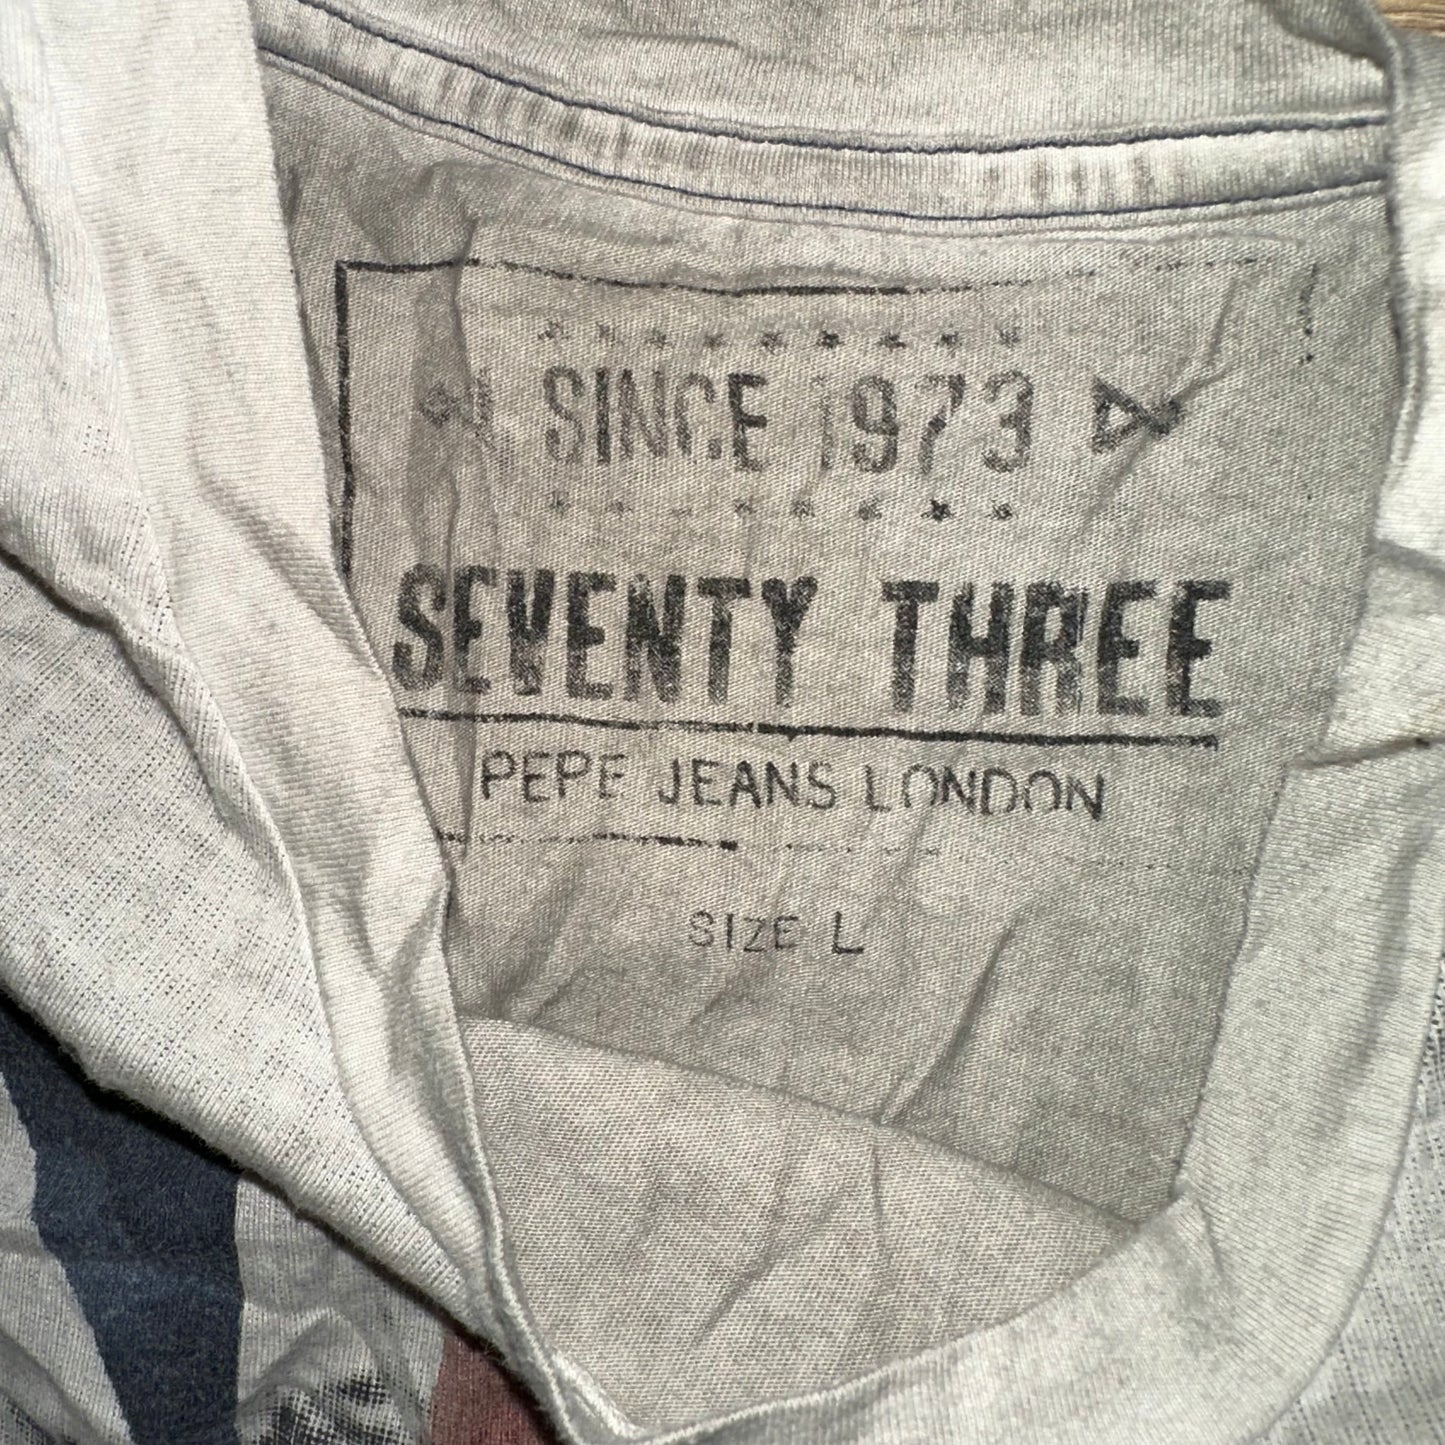 SINCE 1973
SEVENTY THREE
PEPE JEANS LONDON
SIZE L